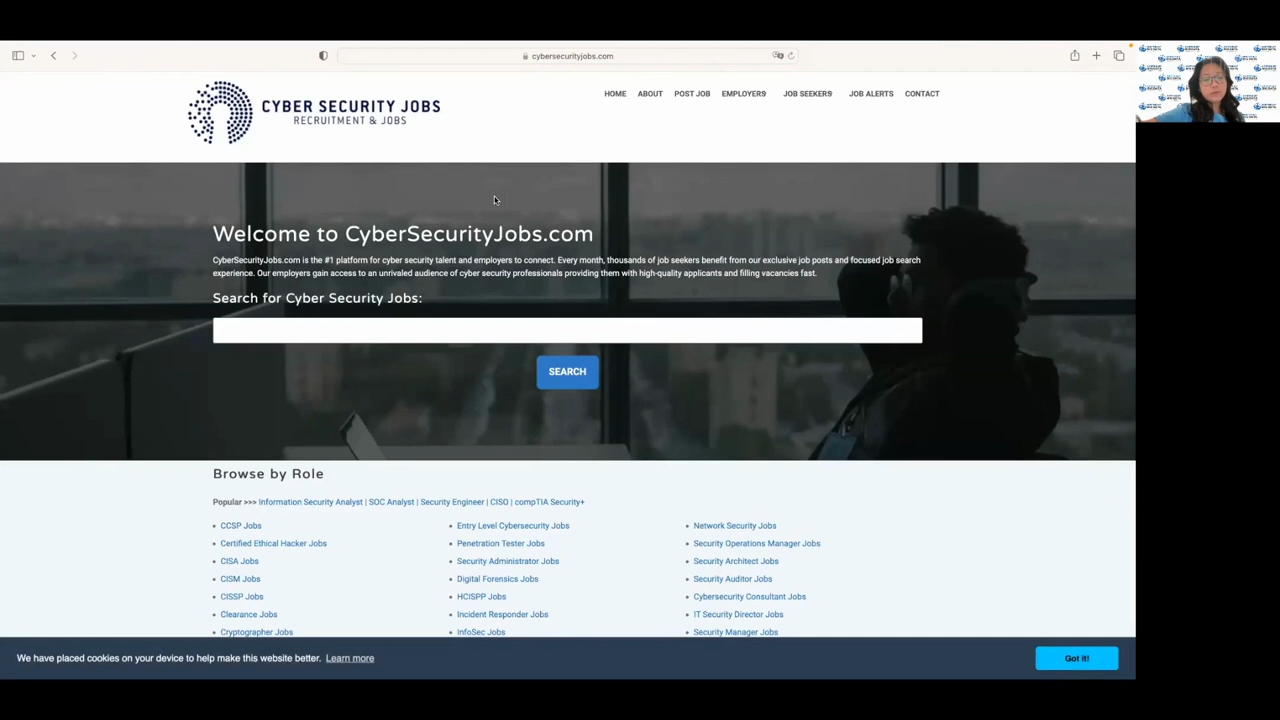 cybersecurityjobs.com
CYBER SECURITY JOBS
RECRUITMENT & JOBS
HOME ABOUT POST JOB EMPLOYERS JOB SEEKERS JOB ALERTS CONTACT
Welcome to CyberSecurityJobs.com
CyberSecurityJobs.com is the #1 platform for cyber security talent and employers to connect. Every month, thousands of job seekers benefit from our exclusive job posts and focused job search
experience. Our employers gain access to an unrivaled audience of cyber security professionals providing them with high-quality applicants and filling vacancies fast.
Search for Cyber Security Jobs:
SEARCH
Browse by Role
Popular >>> Information Security Analyst | SOC Analyst | Security Engineer | CISO | compTIA Security+
CCSP Jobs
Certified Ethical Hacker Jobs
CISA Jobs
CISM Jobs
CISSP Jobs
Clearance Jobs
Cryptographer Jobs
Entry Level Cybersecurity Jobs
Penetration Tester Jobs
Security Administrator Jobs
Digital Forensics Jobs
HCISPP Jobs
Incident Responder Jobs
InfoSec Jobs
Network Security Jobs
Security Operations Manager Jobs
Security Architect Jobs
Security Auditor Jobs
Cybersecurity Consultant Jobs
IT Security Director Jobs
Security Manager Jobs
We have placed cookies on your device to help make this website better. Learn more
Got it!